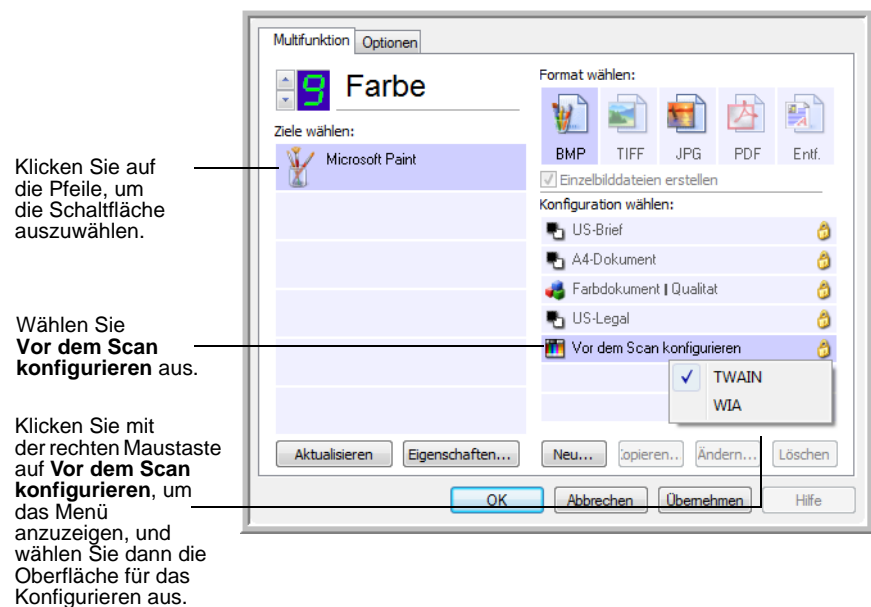 Multifunktion Optionen
9 Farbe
Ziele wählen:
Microsoft Paint
Format wählen:
BMP TIFF JPG PDF Entf.
Einzelbilddateien erstellen
Konfiguration wählen:
US-Brief
A4-Dokument
Farbdokument | Qualitat
US-Legal
Vor dem Scan konfigurieren
TWAIN
WIA
Aktualisieren Eigenschaften... Neu... Kopieren... Ändern... Löschen
OK Abbrechen Übernehmen Hilfe
Klicken Sie auf
die Pfeile, um
die Schaltfläche
auszuwählen.
Wählen Sie
Vor dem Scan
konfigurieren aus.
Klicken Sie mit
der rechten Maustaste
auf Vor dem Scan
konfigurieren, um
das Menü
anzuzeigen, und
wählen Sie dann die
Oberfläche für das
Konfigurieren aus.